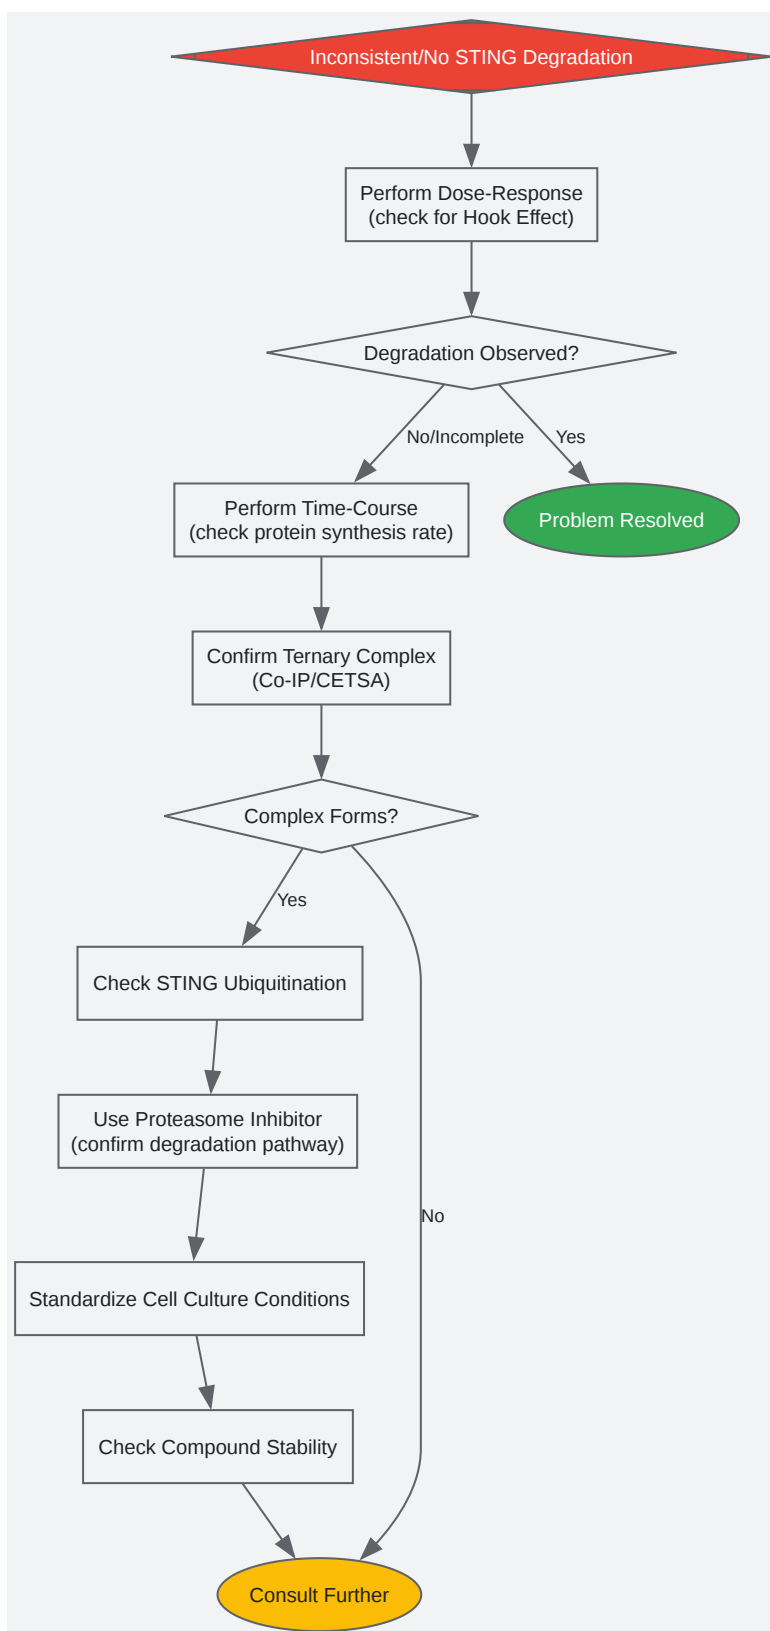 Inconsistent/No STING Degradation
Perform Dose-Response
(check for Hook Effect)
Degradation Observed?
No/Incomplete
Yes
Perform Time-Course
(check protein synthesis rate)
Problem Resolved
Confirm Ternary Complex
(Co-IP/CETSA)
Complex Forms?
Yes
Check STING Ubiquitination
Use Proteasome Inhibitor
(confirm degradation pathway)
No
Standardize Cell Culture Conditions
Check Compound Stability
Consult Further